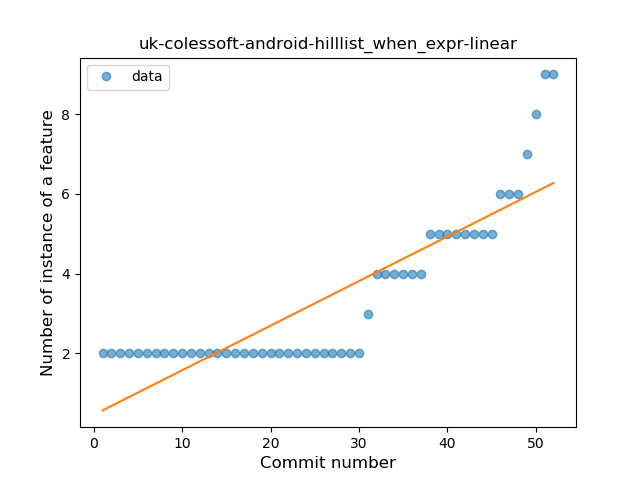 uk-colessoft-android-hilllist_when_expr-linear
data
Number of instance of a feature
8
6
4
2
0 10 20 30 40 50
Commit number